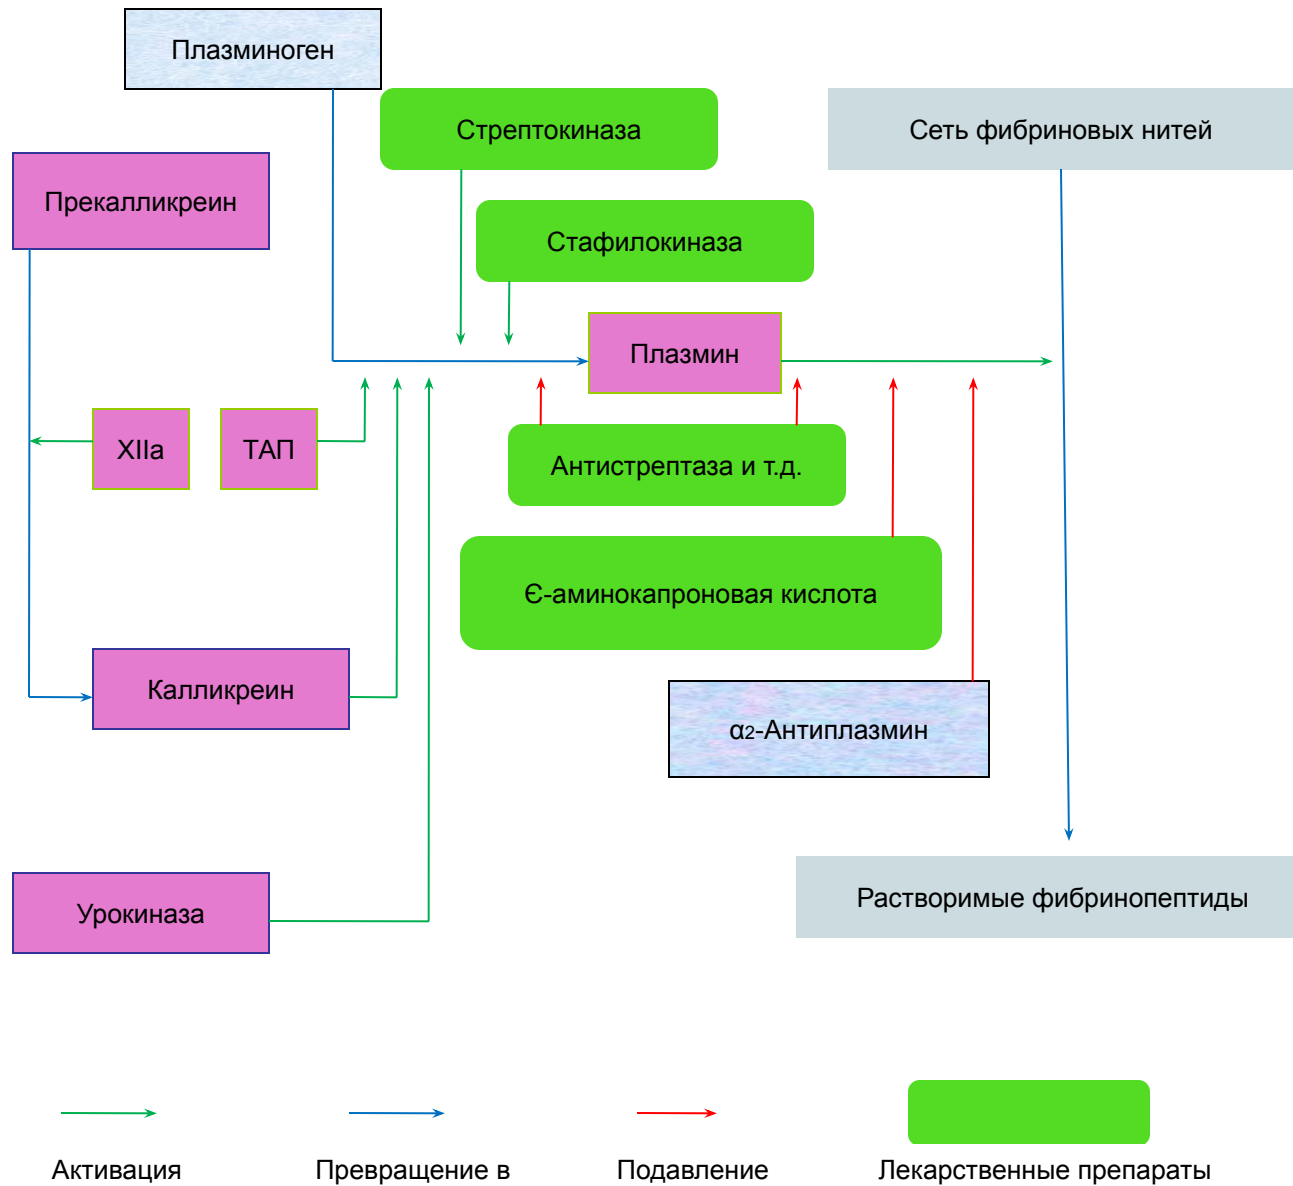 Плазминоген
Стрептокиназа
Сеть фибриновых нитей
Прекалликреин
Стафилокиназа
Плазмин
XIIa
ТАП
Антистрептаза и т.д.
Є-аминокапроновая кислота
Калликреин
α2-Антиплазмин
Урокиназа
Растворимые фибринопептиды
Активация
Превращение в
Подавление
Лекарственные препараты